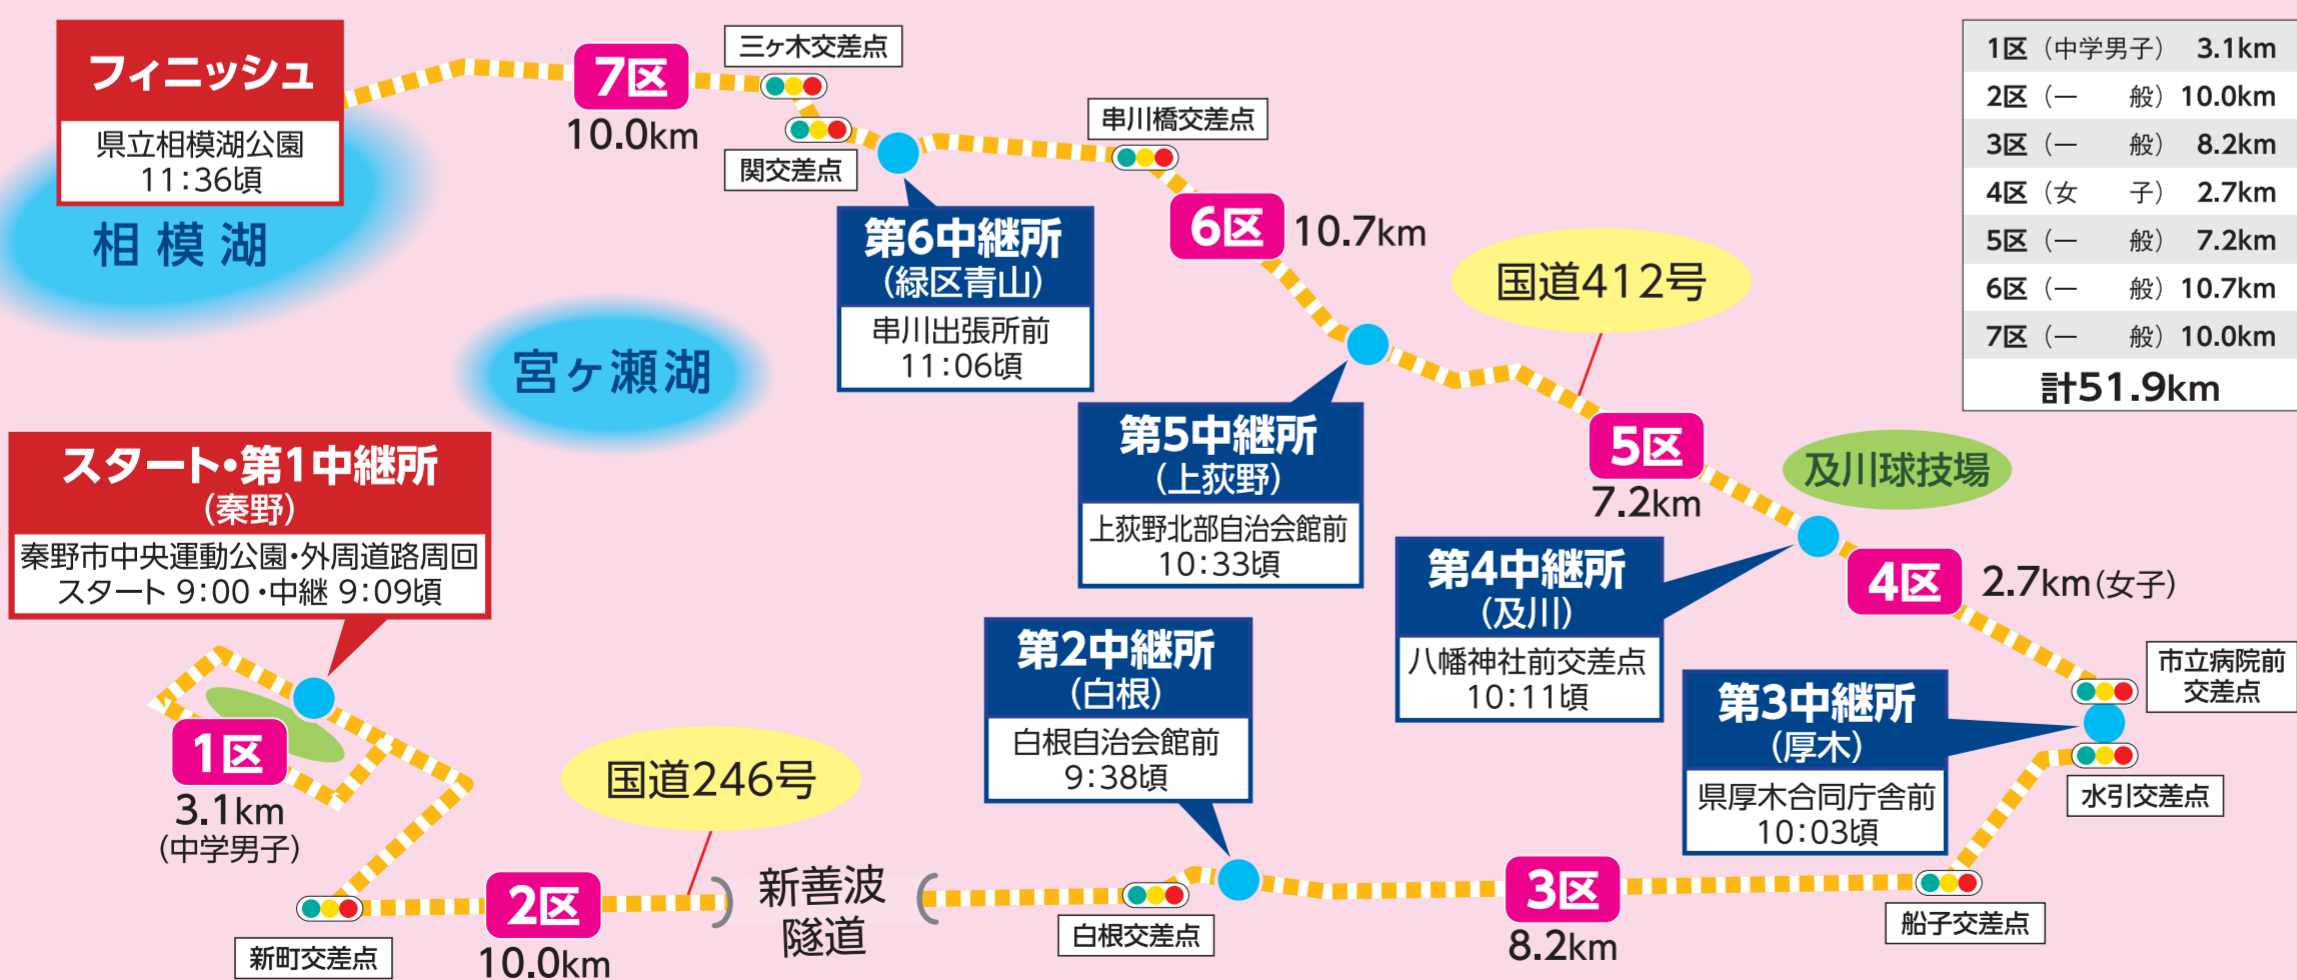 フィニッシュ
県立相模湖公園
11:36頃
相模湖
7区
10.0km
三ヶ木交差点
関交差点
串川橋交差点
第6中継所
(緑区青山)
串川出張所前
11:06頃
6区
10.7km
国道412号
宮ヶ瀬湖
第5中継所
(上荻野)
上荻野北部自治会館前
10:33頃
5区
7.2km
及川球技場
1区(中学男子) 3.1km
2区(一 般) 10.0km
3区(一 般) 8.2km
4区(女 子) 2.7km
5区(一 般) 7.2km
6区(一 般) 10.7km
7区(一 般) 10.0km
計51.9km
スタート・第1中継所
(秦野)
秦野市中央運動公園・外周道路周回
スタート 9:00・中継 9:09頃
1区
3.1km
(中学男子)
新町交差点
2区
10.0km
国道246号
新善波
隧道
第2中継所
(白根)
白根自治会館前
9:38頃
白根交差点
3区
8.2km
船子交差点
第3中継所
(厚木)
県厚木合同庁舎前
10:03頃
水引交差点
市立病院前
交差点
4区
2.7km(女子)
第4中継所
(及川)
八幡神社前交差点
10:11頃